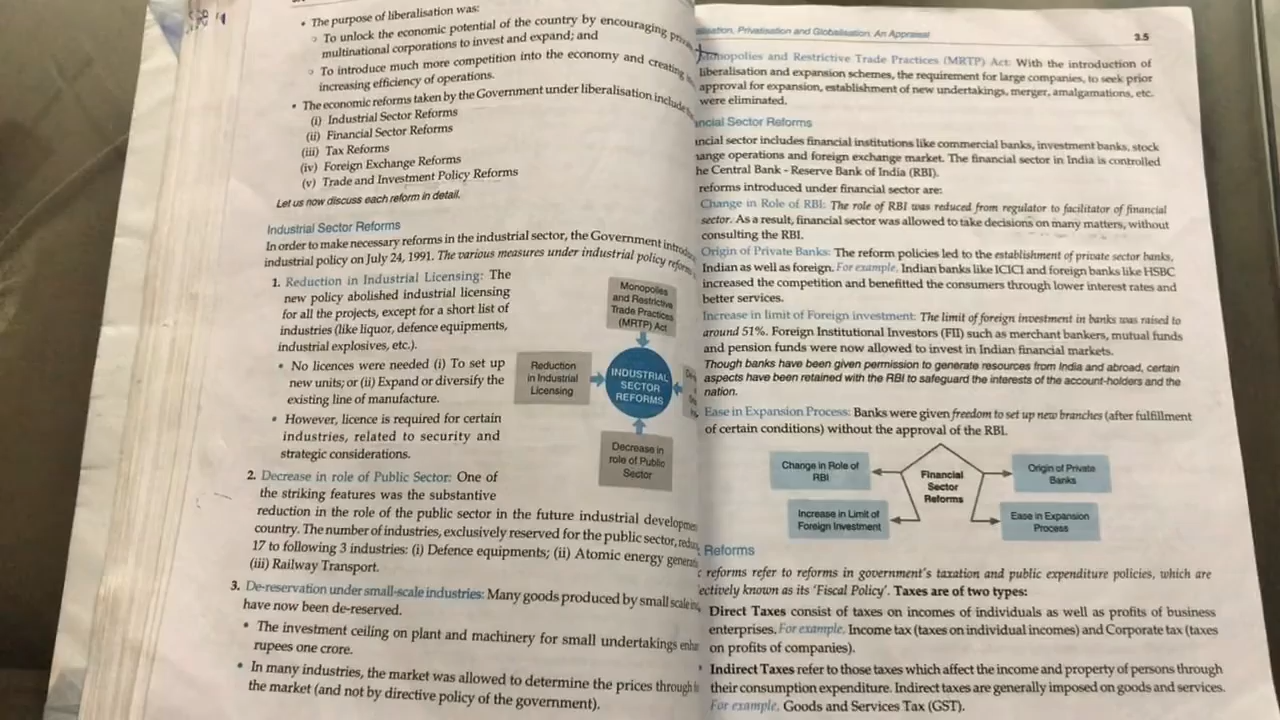 • The purpose of liberalisation was:
To unlock the economic potential of the country by encouraging
multinational corporations to invest and expand; and
To introduce much more competition into the economy and creating
increasing efficiency of operations.
• The economic reforms taken by the Government under liberalisation include
(i) Industrial Sector Reforms
(ii) Financial Sector Reforms
(iii) Tax Reforms
(iv) Foreign Exchange Reforms
(v) Trade and Investment Policy Reforms
Let us now discuss each reform in detail.
Industrial Sector Reforms
In order to make necessary reforms in the industrial sector, the Government
industrial policy on July 24, 1991. The various measures under industrial policy
1. Reduction in Industrial Licensing: The
new policy abolished industrial licensing
for all the projects, except for a short list of
industries (like liquor, defence equipments,
industrial explosives, etc.).
• No licences were needed (i) To set up
new units; or (ii) Expand or diversify the
existing line of manufacture.
• However, licence is required for certain
industries, related to security and
strategic considerations.
Monopolies
and Restrictive
Trade Practices
(MRTP) Act
Reduction
in Industrial
Licensing
INDUSTRIAL
SECTOR
REFORMS
Decrease in
role of Public
Sector
2. Decrease in role of Public Sector: One of
the striking features was the substantive
reduction in the role of the public sector in the future industrial
country. The number of industries, exclusively reserved for the public sector,
17 to following 3 industries: (i) Defence equipments; (ii) Atomic energy
(iii) Railway Transport.
3. De-reservation under small-scale industries: Many goods produced by small scale
have now been de-reserved.
• The investment ceiling on plant and machinery for small undertakings
rupees one crore.
• In many industries, the market was allowed to determine the prices through
the market (and not by directive policy of the government).
Privatisation and Globalisation: An Appraisal 3.5
Monopolies and Restrictive Trade Practices (MRTP) Act: With the introduction of
liberalisation and expansion schemes, the requirement for large companies, to seek prior
approval for expansion, establishment of new undertakings, merger, amalgamations, etc.
were eliminated.
ncial Sector Reforms
ncial sector includes financial institutions like commercial banks, investment banks, stock
ange operations and foreign exchange market. The financial sector in India is controlled
he Central Bank - Reserve Bank of India (RBI).
reforms introduced under financial sector are:
Change in Role of RBI: The role of RBI was reduced from regulator to facilitator of financial
sector. As a result, financial sector was allowed to take decisions on many matters, without
consulting the RBI.
Origin of Private Banks: The reform policies led to the establishment of private sector banks,
Indian as well as foreign. For example, Indian banks like ICICI and foreign banks like HSBC
increased the competition and benefitted the consumers through lower interest rates and
better services.
Increase in limit of Foreign investment: The limit of foreign investment in banks was raised to
around 51%. Foreign Institutional Investors (FII) such as merchant bankers, mutual funds
and pension funds were now allowed to invest in Indian financial markets.
Though banks have been given permission to generate resources from India and abroad, certain
aspects have been retained with the RBI to safeguard the interests of the account-holders and the
nation.
Ease in Expansion Process: Banks were given freedom to set up new branches (after fulfillment
of certain conditions) without the approval of the RBI.
Change in Role of
RBI
Increase in Limit of
Foreign Investment
Financial
Sector
Reforms
Origin of Private
Banks
Ease in Expansion
Process
Reforms
reforms refer to reforms in government's taxation and public expenditure policies, which are
ectively known as its 'Fiscal Policy'. Taxes are of two types:
Direct Taxes consist of taxes on incomes of individuals as well as profits of business
enterprises. For example, Income tax (taxes on individual incomes) and Corporate tax (taxes
on profits of companies).
Indirect Taxes refer to those taxes which affect the income and property of persons through
their consumption expenditure. Indirect taxes are generally imposed on goods and services.
For example, Goods and Services Tax (GST).